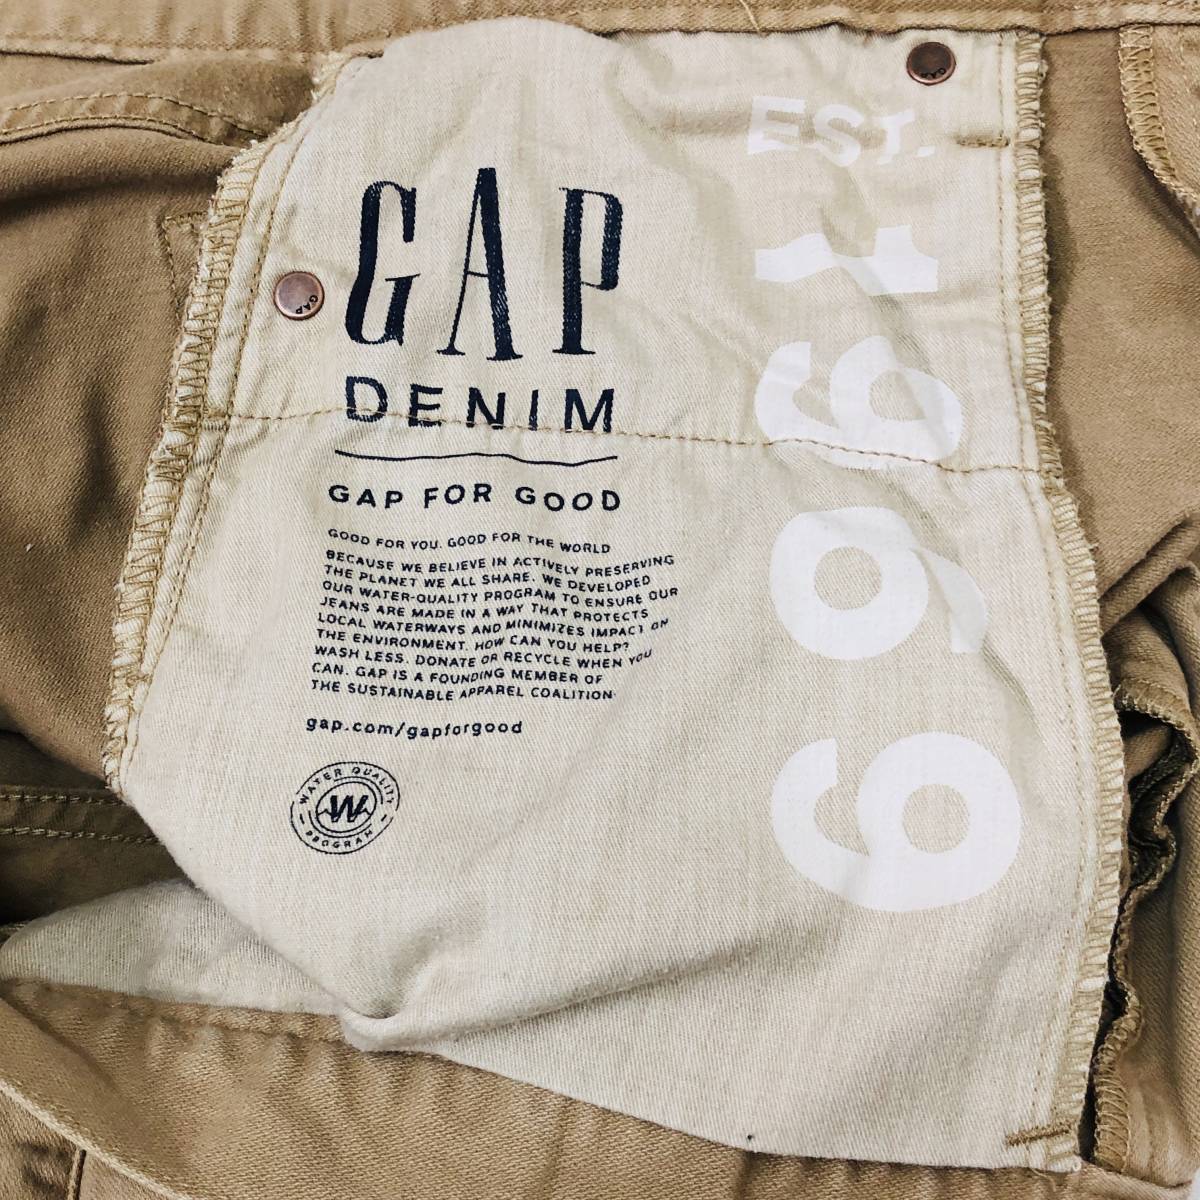 GAP
DENIM
GAP FOR GOOD
GOOD FOR YOU. GOOD FOR THE WORLD
BECAUSE WE BELIEVE IN ACTIVELY PRESERVING
THE PLANET WE ALL SHARE. WE DEVELOPED
OUR WATER-QUALITY PROGRAM TO ENSURE OUR
JEANS ARE MADE IN A WAY THAT PROTECTS
LOCAL WATERWAYS AND MINIMIZES IMPACT ON
THE ENVIRONMENT. HOW CAN YOU HELP?
WASH LESS. DONATE OR RECYCLE WHEN YOU
CAN. GAP IS A FOUNDING MEMBER OF
THE SUSTAINABLE APPAREL COALITION.
gap.com/gapforgood
WATER QUALITY
W
PROGRAM
EST.
1969
GAP
GAP